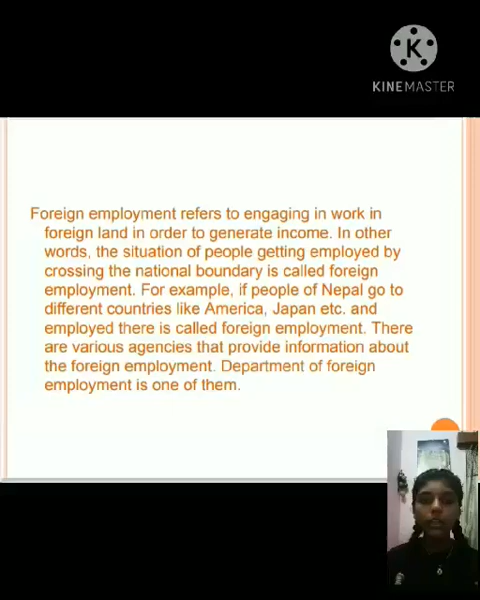 KINEMASTER
Foreign employment refers to engaging in work in
foreign land in order to generate income. In other
words, the situation of people getting employed by
crossing the national boundary is called foreign
employment. For example, if people of Nepal go to
different countries like America, Japan etc. and
employed there is called foreign employment. There
are various agencies that provide information about
the foreign employment. Department of foreign
employment is one of them.